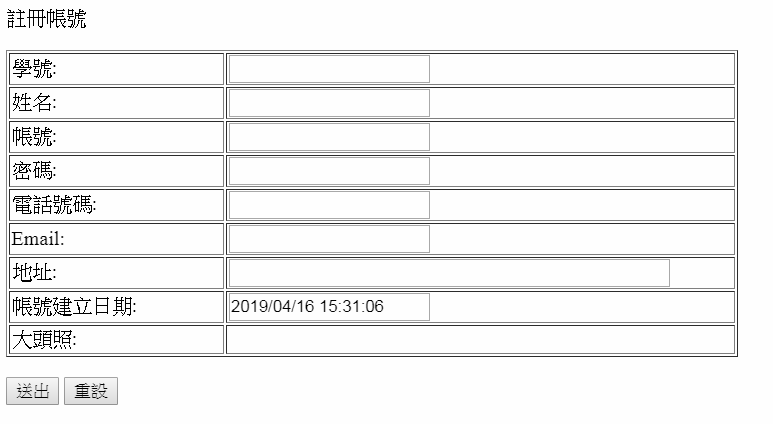 註冊帳號
學號:
姓名:
帳號:
密碼:
電話號碼:
Email:
地址:
帳號建立日期: 2019/04/16 15:31:06
大頭照:
送出 重設